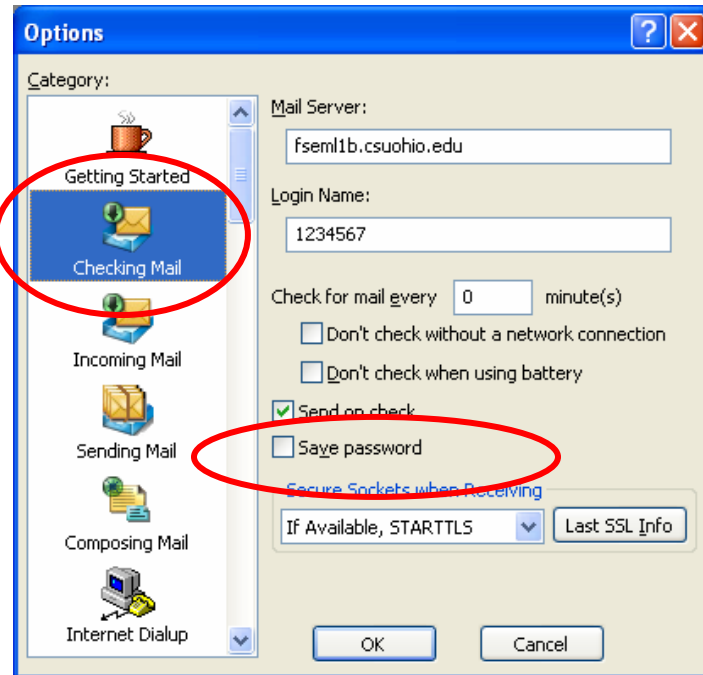 Options
Category:
Getting Started
Checking Mail
Incoming Mail
Sending Mail
Composing Mail
Internet Dialup
Mail Server:
fseml1b.csuohio.edu
Login Name:
1234567
Check for mail every 0 minute(s)
Don't check without a network connection
Don't check when using battery
Send on check
Save password
Secure Sockets when Receiving
If Available, STARTTLS
Last SSL Info
OK
Cancel